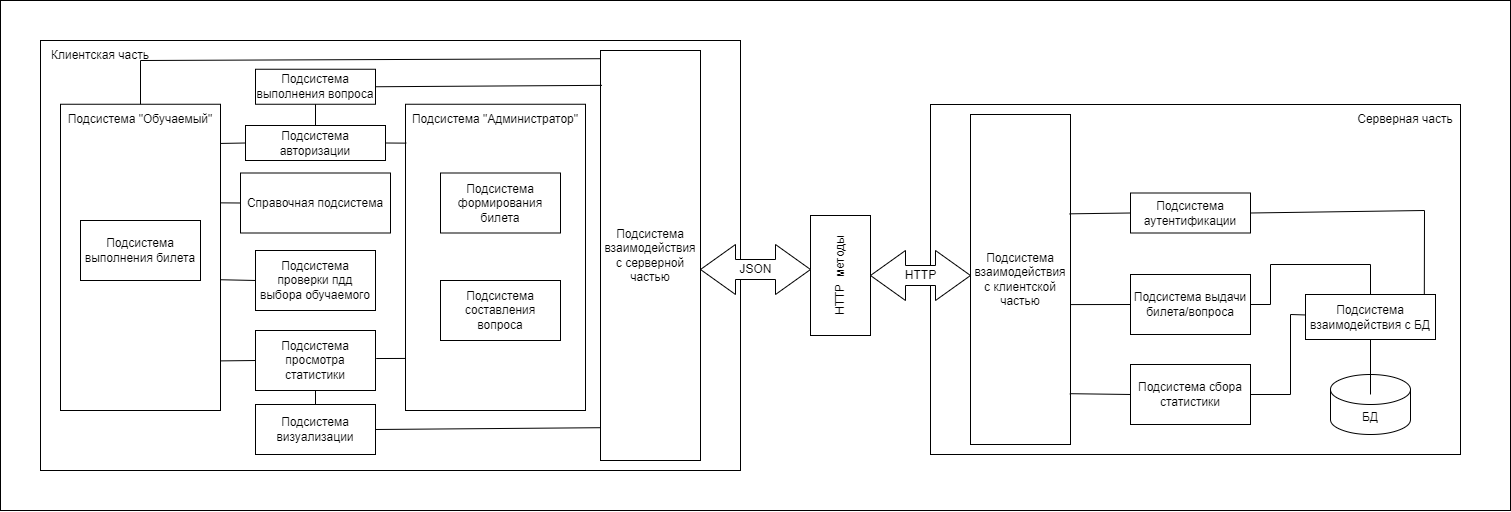 Клиентская часть
Подсистема
выполнения вопроса
Подсистема "Обучаемый"
Подсистема
выполнения билета
Подсистема
авторизации
Справочная подсистема
Подсистема
проверки пдд
выбора обучаемого
Подсистема
просмотра
статистики
Подсистема
визуализации
Подсистема "Администратор"
Подсистема
формирования
билета
Подсистема
составления
вопроса
Подсистема
взаимодействия
с серверной
частью
JSON
HTTP методы
HTTP
Серверная часть
Подсистема
взаимодействия
с клиентской
частью
Подсистема
аутентификации
Подсистема выдачи
билета/вопроса
Подсистема сбора
статистики
Подсистема
взаимодействия с БД
БД